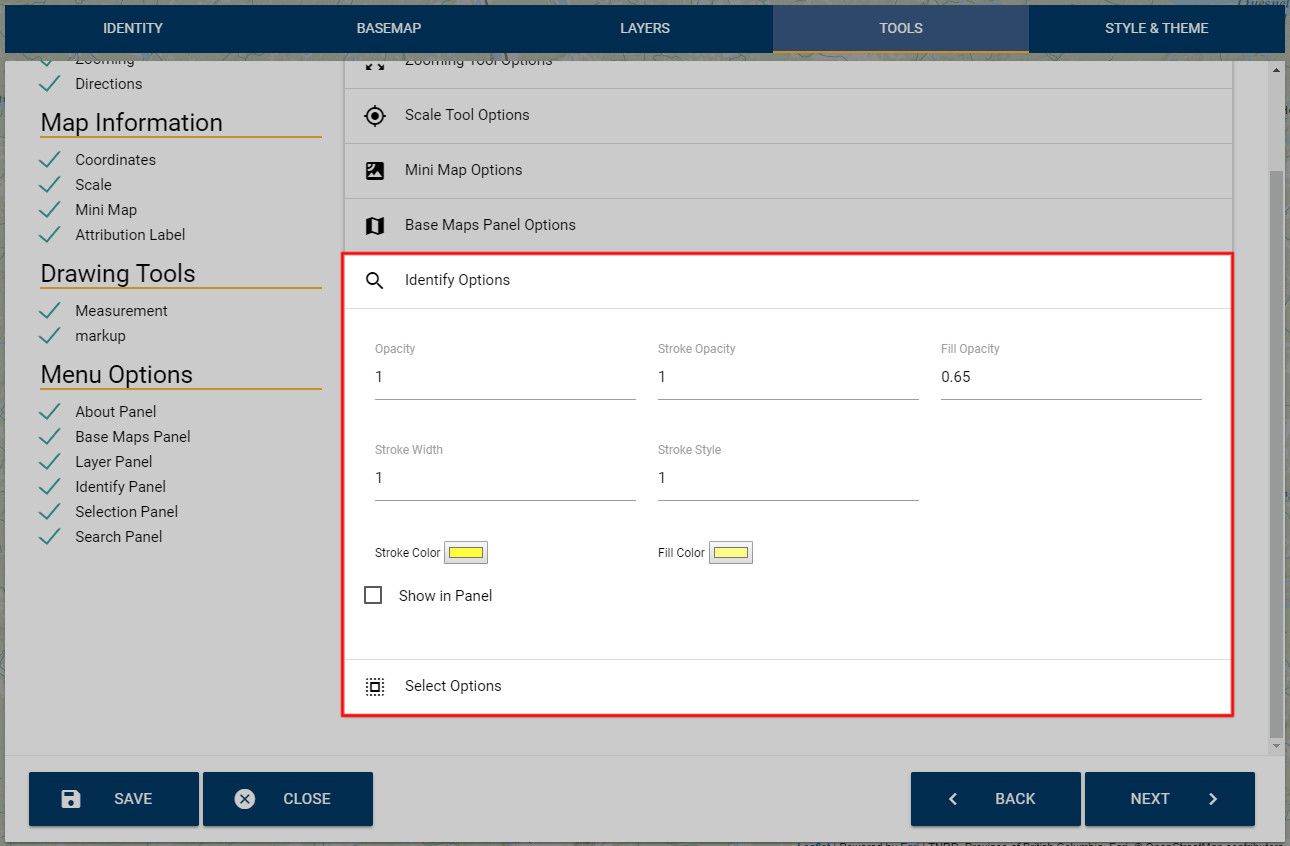 IDENTITY
BASEMAP
LAYERS
TOOLS
STYLE & THEME
Zooming
Directions
Map Information
Coordinates
Scale
Mini Map
Attribution Label
Drawing Tools
Measurement
markup
Menu Options
About Panel
Base Maps Panel
Layer Panel
Identify Panel
Selection Panel
Search Panel
Zooming Tool Options
Scale Tool Options
Mini Map Options
Base Maps Panel Options
Identify Options
Opacity
1
Stroke Opacity
1
Fill Opacity
0.65
Stroke Width
1
Stroke Style
1
Stroke Color
Fill Color
Show in Panel
Select Options
SAVE
CLOSE
BACK
NEXT
Leaflet | Powered by Esri | TNRD, Province of British Columbia, Esri, © OpenStreetMap contributors